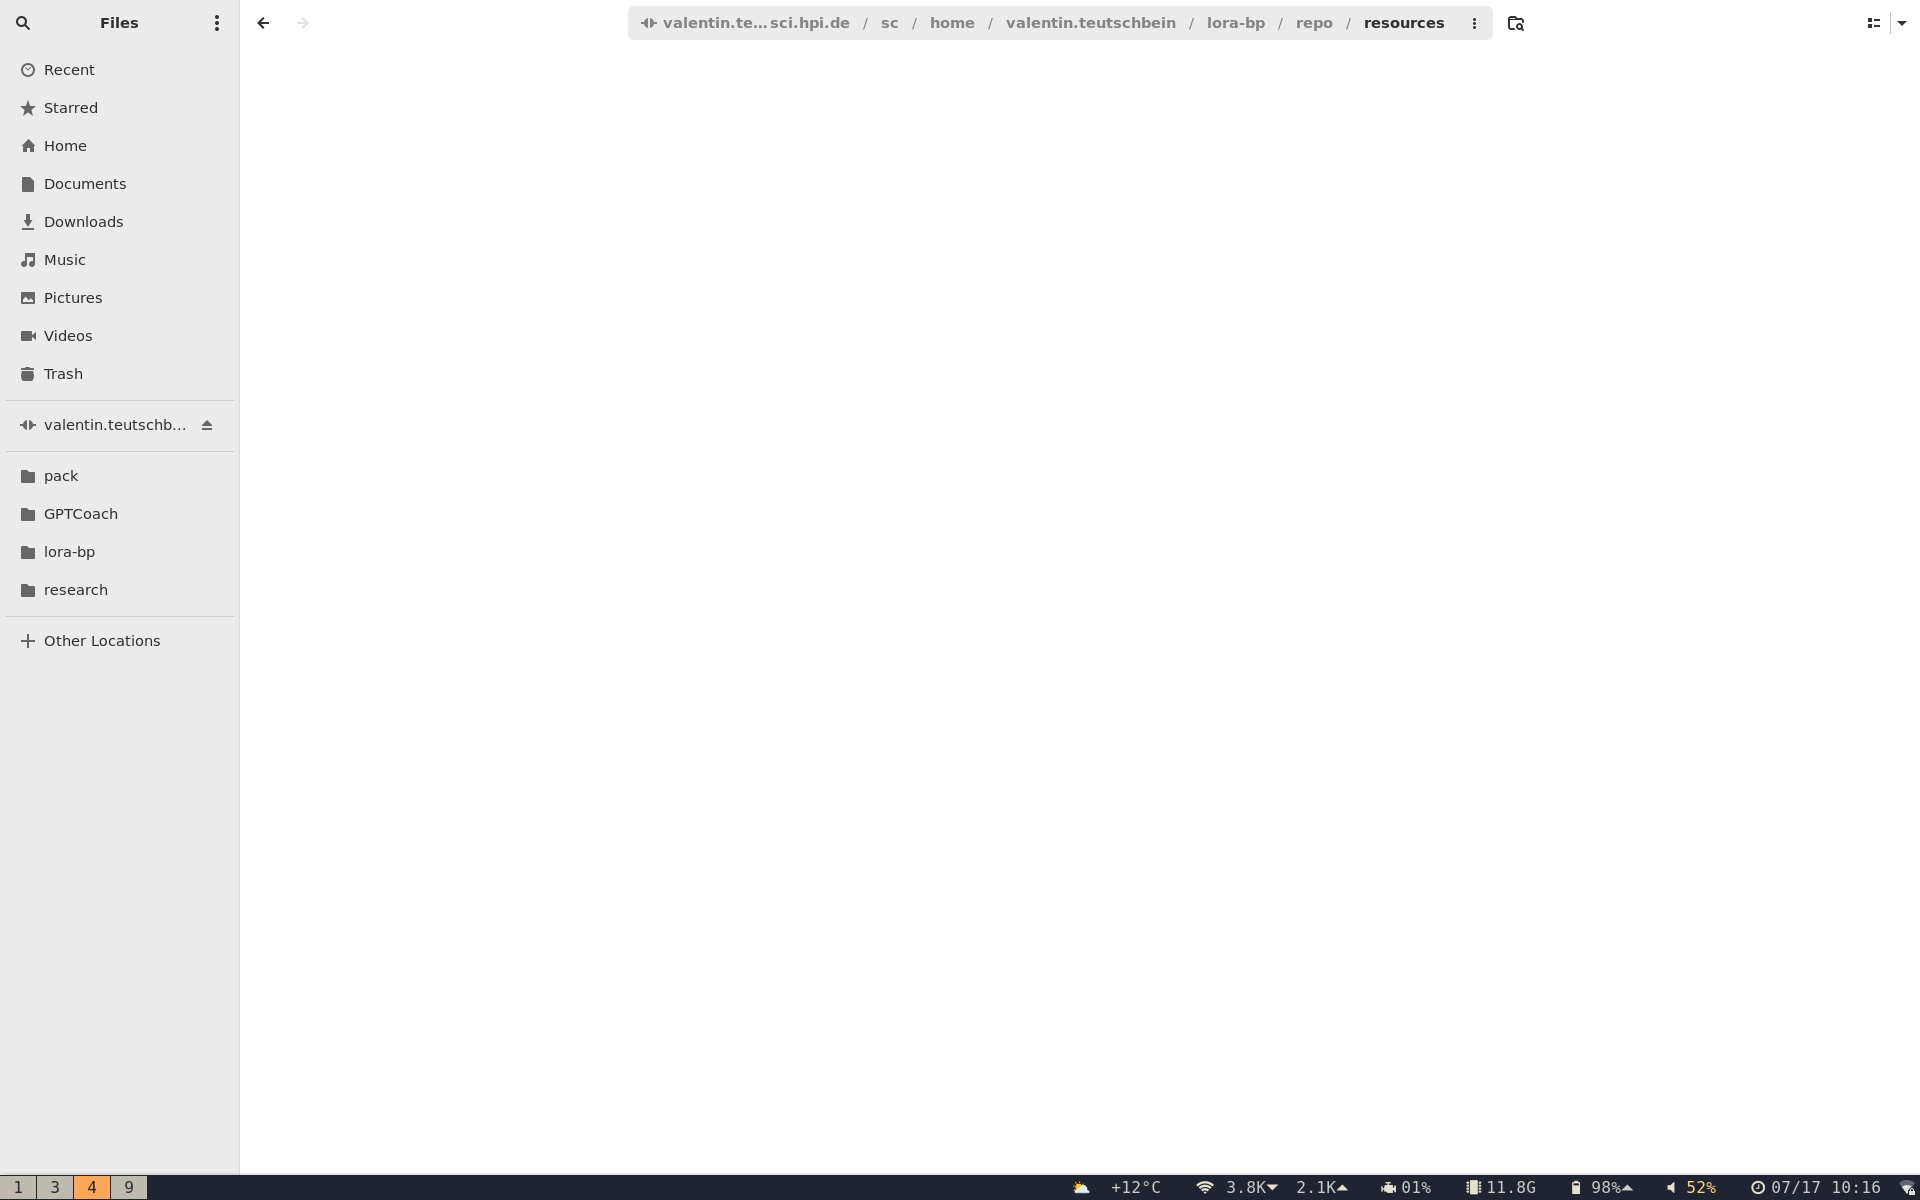 Files
valentin.te...sci.hpi.de / sc / home / valentin.teutschbein / lora-bp / repo / resources
Recent
Starred
Home
Documents
Downloads
Music
Pictures
Videos
Trash
valentin.teutschb...
pack
GPTCoach
lora-bp
research
Other Locations
1 3 4 9 +12°C 3.8K 2.1K 01% 11.8G 98% 52% 07/17 10:16